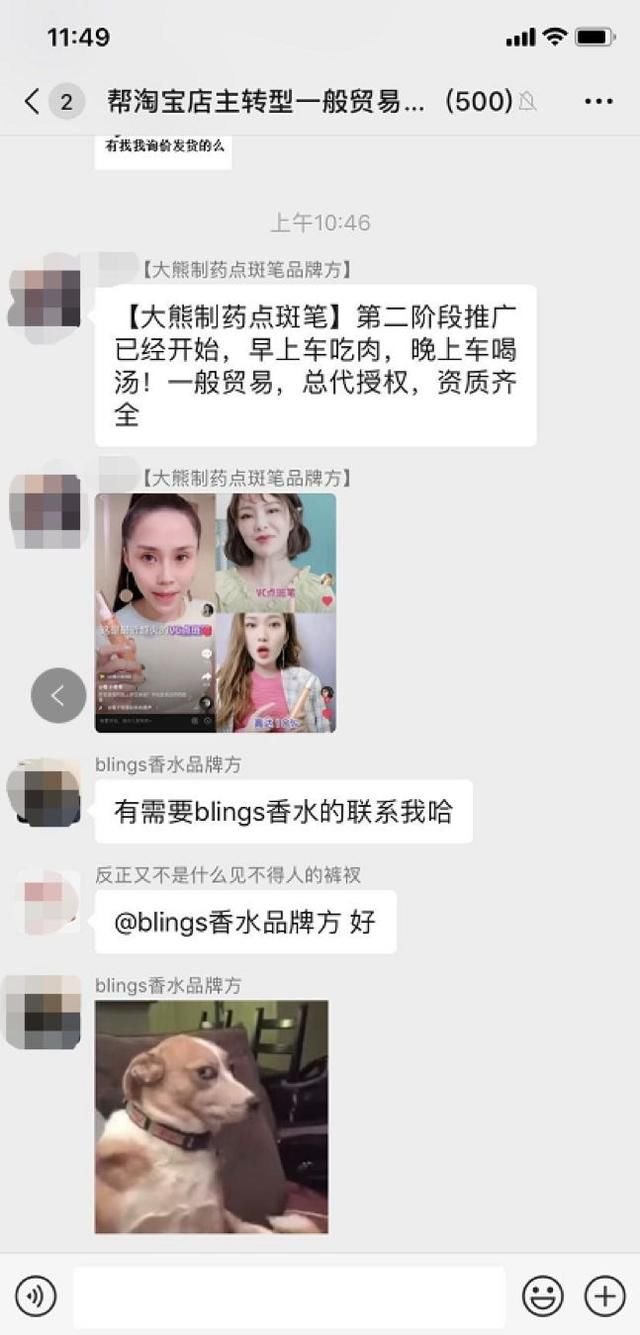 11:49
2
帮淘宝店主转型一般贸易... (500)
有找我询价发货的么
上午10:46
【大熊制药点斑笔品牌方】
【大熊制药点斑笔】第二阶段推广
已经开始，早上车吃肉，晚上车喝
汤！一般贸易，总代授权，资质齐
全
【大熊制药点斑笔品牌方】
VC点斑笔
blings香水品牌方
有需要blings香水的联系我哈
反正又不是什么见不得人的裤衩
@blings香水品牌方 好
blings香水品牌方